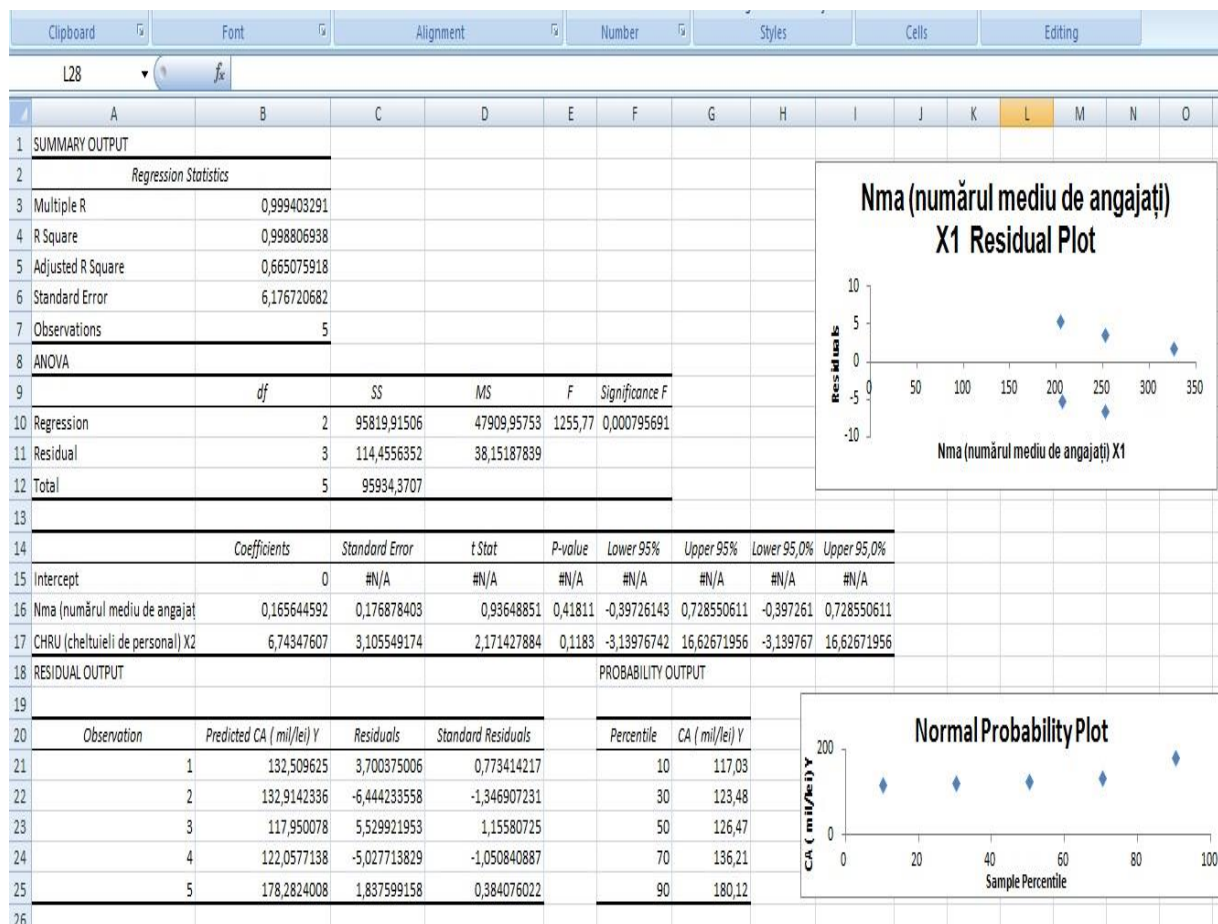 Clipboard Font Alignment Number Styles Cells Editing
L28 fx
A B C D E F G H I J K L M N O
1 SUMMARY OUTPUT
2 Regression Statistics
3 Multiple R 0,999403291
4 R Square 0,998806938
5 Adjusted R Square 0,665075918
6 Standard Error 6,176720682
7 Observations 5
8 ANOVA
9 df SS MS F Significance F
10 Regression 2 95819,91506 47909,95753 1255,77 0,000795691
11 Residual 3 114,4556352 38,15187839
12 Total 5 95934,3707
13
14 Coefficients Standard Error t Stat P-value Lower 95% Upper 95% Lower 95,0% Upper 95,0%
15 Intercept 0 #N/A #N/A #N/A #N/A #N/A #N/A #N/A
16 Nma (numărul mediu de angajaț 0,165644592 0,176878403 0,93648851 0,41811 -0,39726143 0,728550611 -0,397261 0,728550611
17 CHRU (cheltuieli de personal) X2 6,74347607 3,105549174 2,171427884 0,1183 -3,13976742 16,62671956 -3,139767 16,62671956
18 RESIDUAL OUTPUT PROBABILITY OUTPUT
19
20 Observation Predicted CA ( mil/lei) Y Residuals Standard Residuals Percentile CA ( mil/lei) Y
21 1 132,509625 3,700375006 0,773414217 10 117,03
22 2 132,9142336 -6,444233558 -1,346907231 30 123,48
23 3 117,950078 5,529921953 1,15580725 50 126,47
24 4 122,0577138 -5,027713829 -1,050840887 70 136,21
25 5 178,2824008 1,837599158 0,384076022 90 180,12
26
Nma (numărul mediu de angajați)
X1 Residual Plot
10
5
0
-5
-10
Residuals
0 50 100 150 200 250 300 350
Nma (numărul mediu de angajați) X1
Normal Probability Plot
200
0
CA ( mil/lei) Y
0 20 40 60 80 100
Sample Percentile